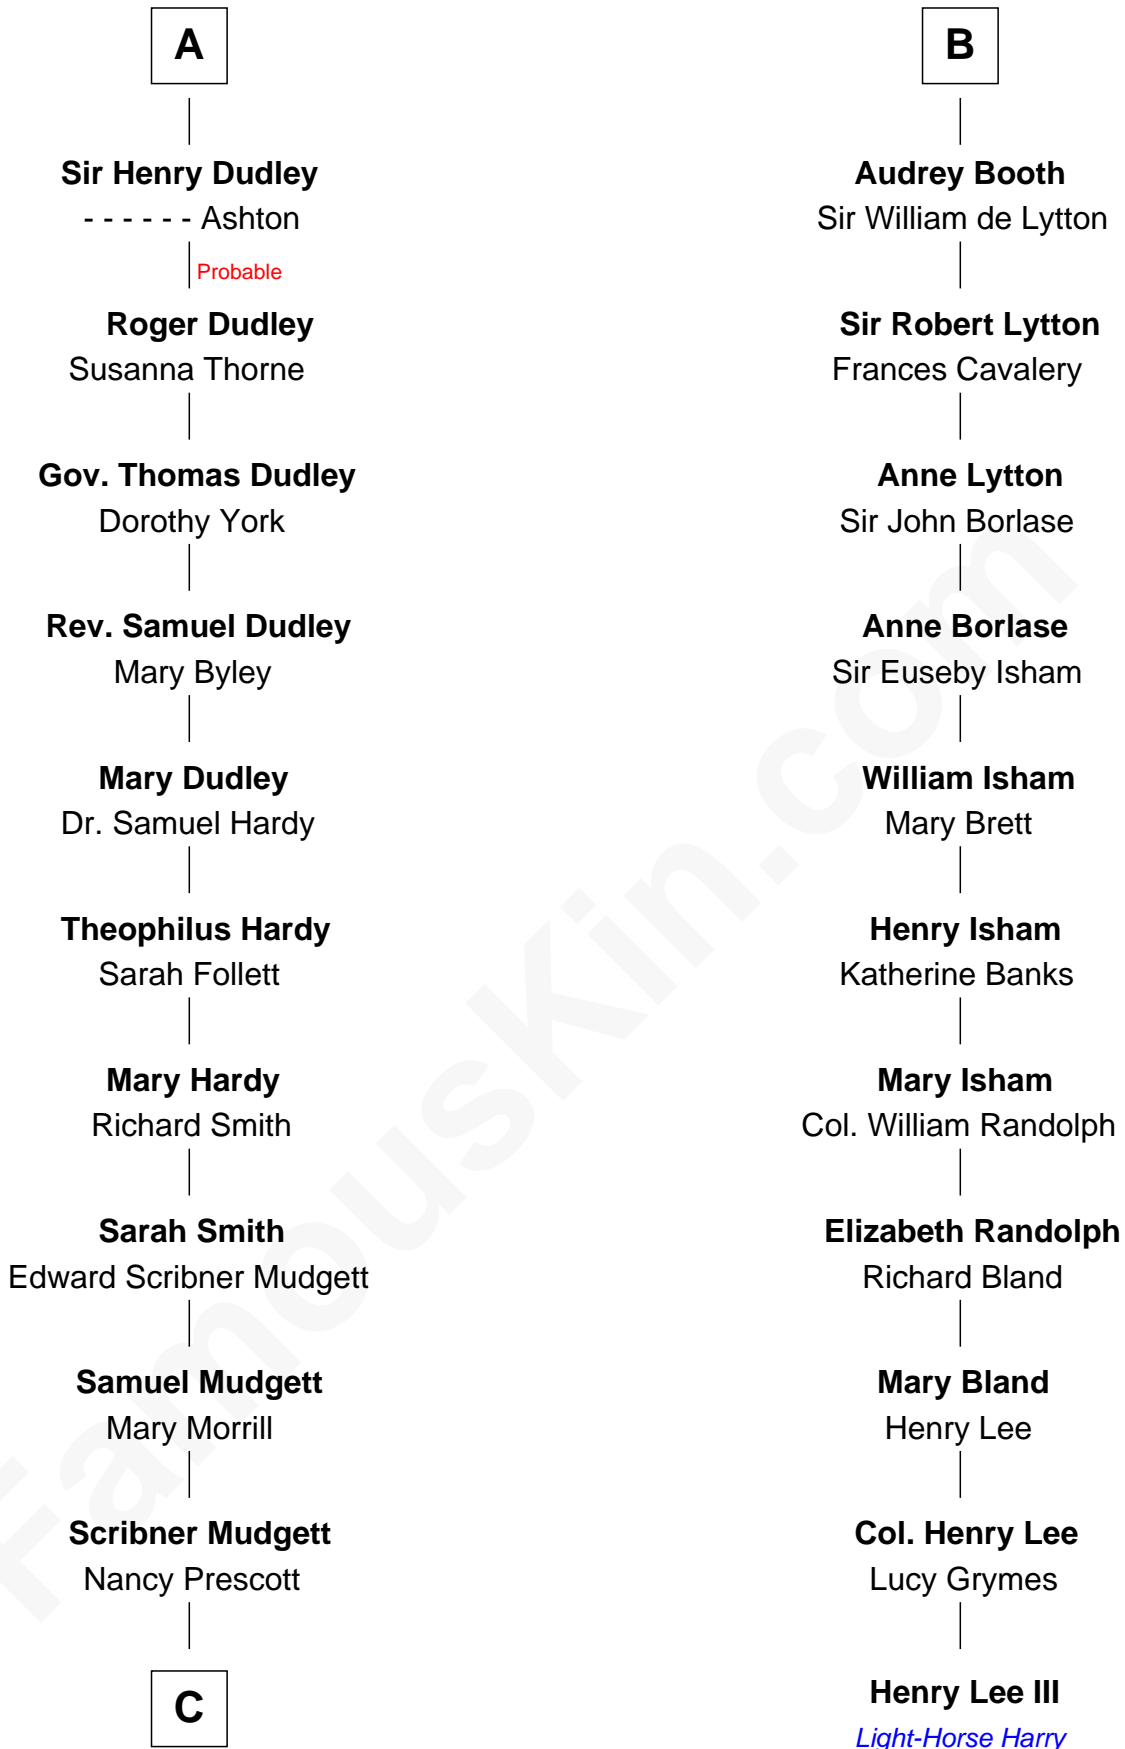 A
Sir Henry Dudley
- - - - - - Ashton
Probable
Roger Dudley
Susanna Thorne
Gov. Thomas Dudley
Dorothy York
Rev. Samuel Dudley
Mary Byley
Mary Dudley
Dr. Samuel Hardy
Theophilus Hardy
Sarah Follett
Mary Hardy
Richard Smith
Sarah Smith
Edward Scribner Mudgett
Samuel Mudgett
Mary Morrill
Scribner Mudgett
Nancy Prescott
C
B
Audrey Booth
Sir William de Lytton
Sir Robert Lytton
Frances Cavalery
Anne Lytton
Sir John Borlase
Anne Borlase
Sir Euseby Isham
William Isham
Mary Brett
Henry Isham
Katherine Banks
Mary Isham
Col. William Randolph
Elizabeth Randolph
Richard Bland
Mary Bland
Henry Lee
Col. Henry Lee
Lucy Grymes
Henry Lee III
Light-Horse Harry
FamousKin.com